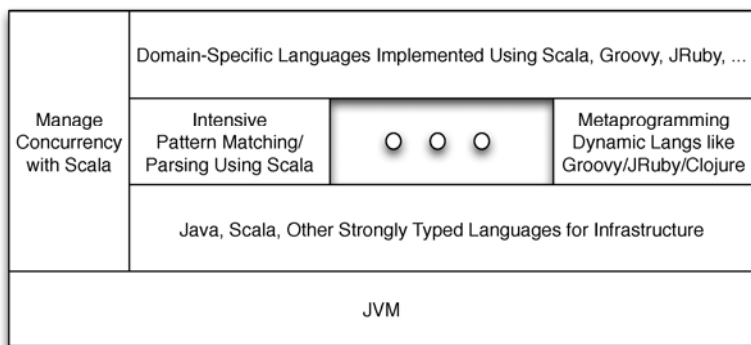 Domain-Specific Languages Implemented Using Scala, Groovy, JRuby, ...
Manage
Concurrency
with Scala
Intensive
Pattern Matching/
Parsing Using Scala
Metaprogramming
Dynamic Langs like
Groovy/JRuby/Clojure
Java, Scala, Other Strongly Typed Languages for Infrastructure
JVM